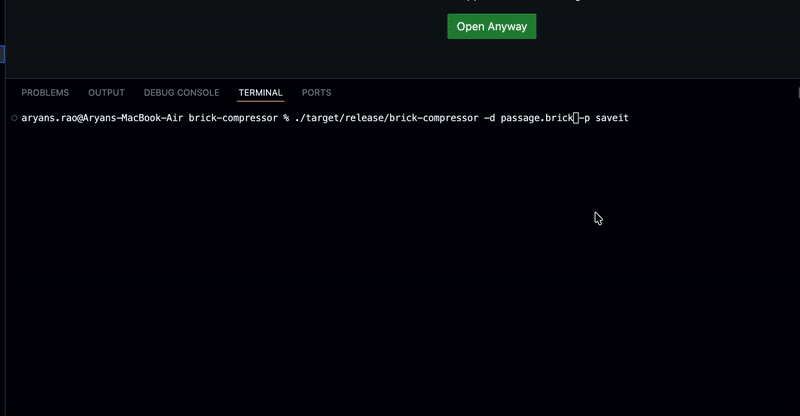 Open Anyway
PROBLEMS OUTPUT DEBUG CONSOLE TERMINAL PORTS
aryans.rao@Aryans-MacBook-Air brick-compressor % ./target/release/brick-compressor -d passage.brick -p saveit